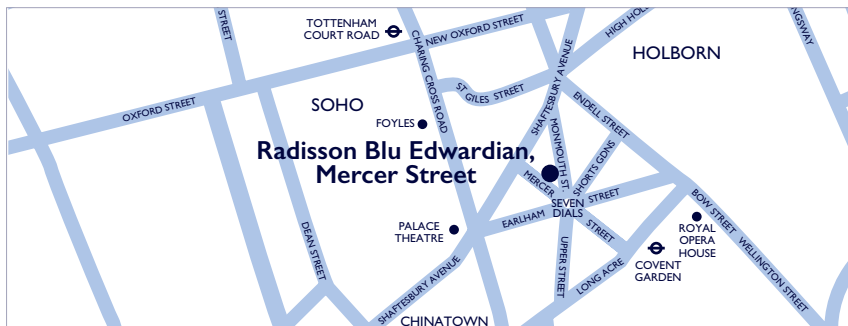 STREET
TOTTENHAM
COURT ROAD
NEW OXFORD STREET
HIGH HOL
NGSWAY
HOLBORN
CHARING CROSS ROAD
SHAFTESBURY AVENUE
ST GILES STREET
OXFORD STREET
SOHO
FOYLES
ENDELL STREET
MONMOUTH ST.
SHORTS GDNS
Radisson Blu Edwardian,
Mercer Street
MERCER
STREET
SEVEN
DIALS
EARLHAM
STREET
BOW STREET
PALACE
THEATRE
ROYAL
OPERA
HOUSE
DEAN STREET
UPPER STREET
LONG ACRE
COVENT
GARDEN
WELLINGTON STREET
SHAFTESBURY AVENUE
CHINATOWN